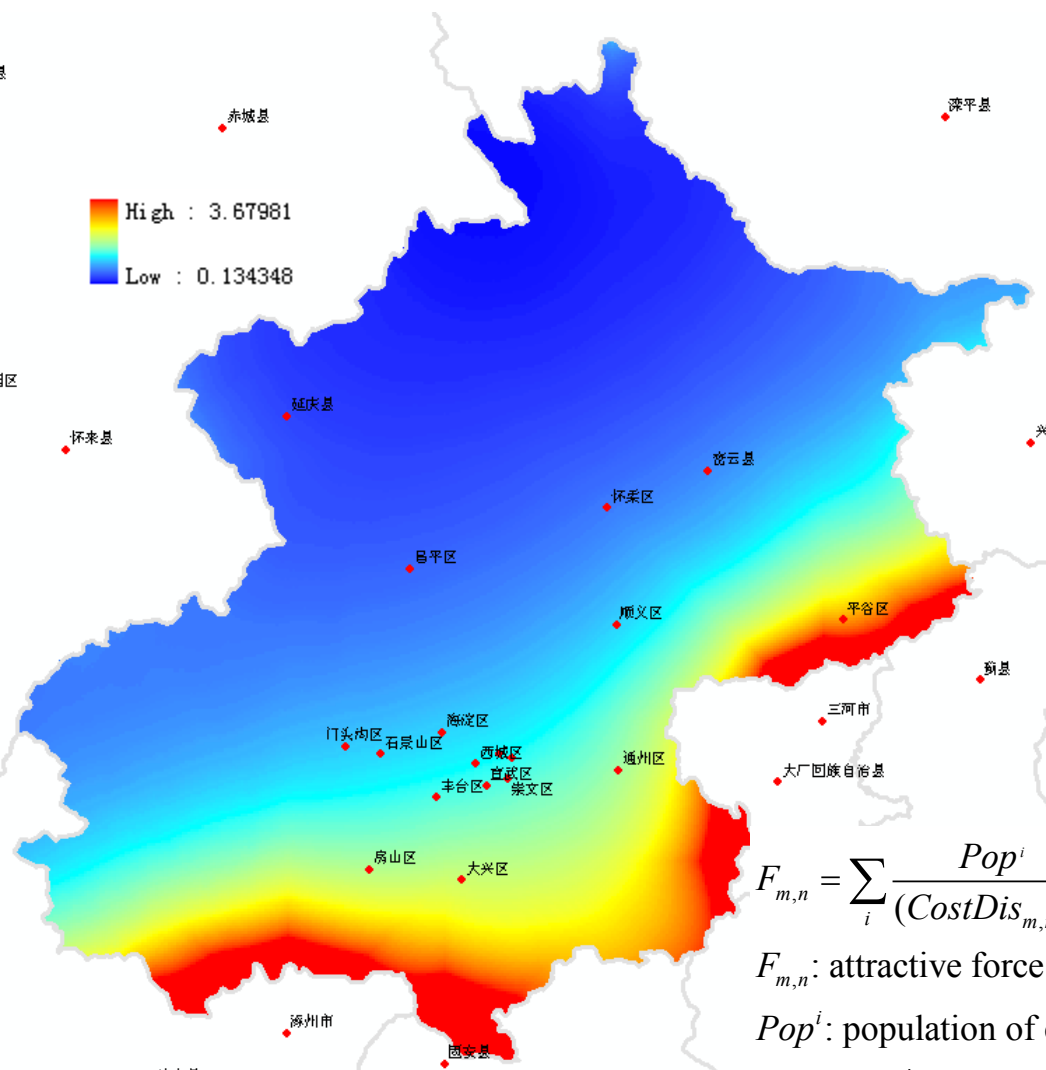 县
赤城县
滦平县
High : 3.67981
Low : 0.134348
区
延庆县
怀来县
兴
密云县
怀柔区
昌平区
顺义区
平谷区
蓟县
三河市
海淀区
门头沟区
石景山区
西城区
通州区
宣武区
大厂回族自治县
丰台区
崇文区
房山区
大兴区
F_{m,n} = \sum_i \frac{Pop^i}{(CostDis_{m,
F_{m,n}: attractive force
Pop^i: population of
涿州市
固安县